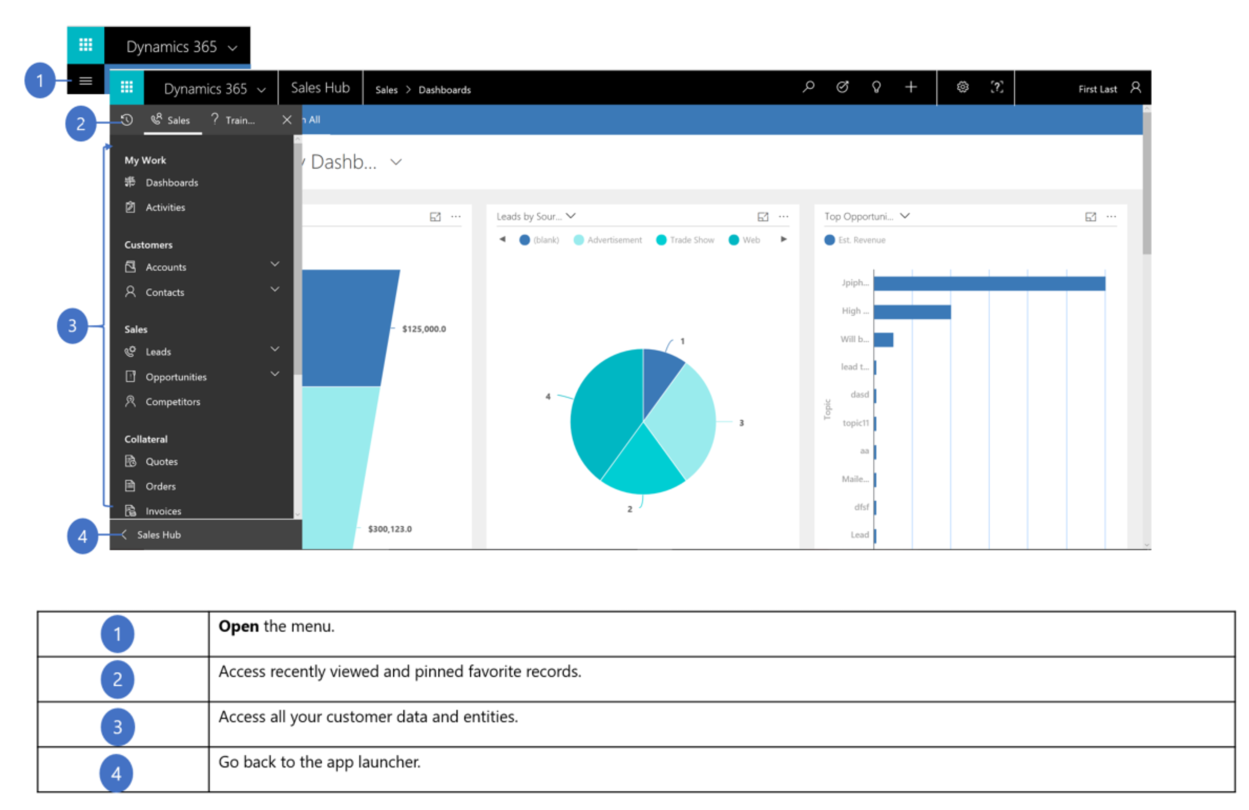 Dynamics 365
1
Dynamics 365
Sales Hub
Sales > Dashboards
First Last
2
Sales
? Train...
All
My Work
Dashb...
Dashboards
Activities
Customers
Accounts
Contacts
3
Sales
Leads
Opportunities
Competitors
Collateral
Quotes
Orders
Invoices
4
Sales Hub
$125,000.0
$300,123.0
Leads by Sour...
(blank)
Advertisement
Trade Show
Web
1
4
3
2
Top Opportuni...
Est. Revenue
Topic
Jpiph...
High ...
Will b...
lead t...
dasd
topic11
aa
Maile...
dfsf
Lead
1 Open the menu.
2 Access recently viewed and pinned favorite records.
3 Access all your customer data and entities.
4 Go back to the app launcher.